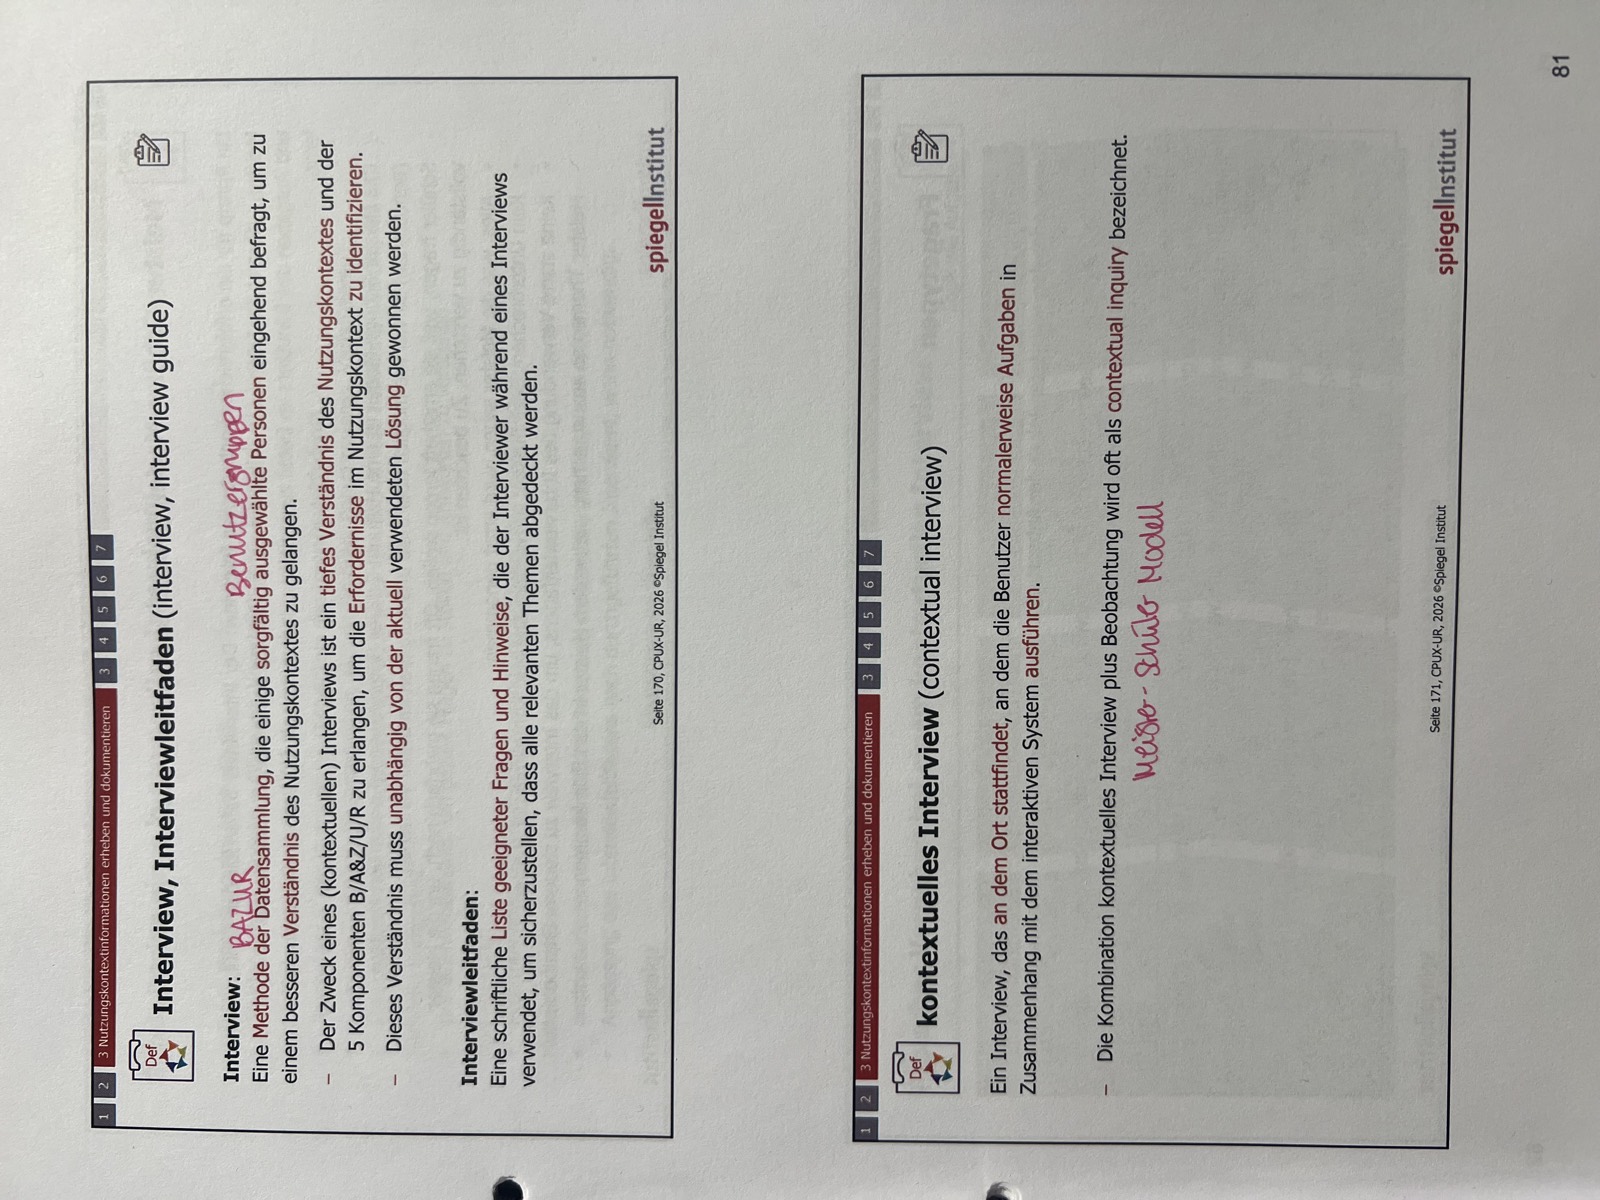 1 2 3 Nutzungskontextinformationen erheben und dokumentieren 3 4 5 6 7
Def
Interview, Interviewleitfaden (interview, interview guide)
Interview:
BAZUR Benutzergruppen
Eine Methode der Datensammlung, die einige sorgfältig ausgewählte Personen eingehend befragt, um zu
einem besseren Verständnis des Nutzungskontextes zu gelangen.
– Der Zweck eines (kontextuellen) Interviews ist ein tiefes Verständnis des Nutzungskontextes und der
5 Komponenten B/A&Z/U/R zu erlangen, um die Erfordernisse im Nutzungskontext zu identifizieren.
– Dieses Verständnis muss unabhängig von der aktuell verwendeten Lösung gewonnen werden.
Interviewleitfaden:
Eine schriftliche Liste geeigneter Fragen und Hinweise, die der Interviewer während eines Interviews
verwendet, um sicherzustellen, dass alle relevanten Themen abgedeckt werden.
Seite 170, CPUX-UR, 2026 ©Spiegel Institut
spiegelInstitut
1 2 3 Nutzungskontextinformationen erheben und dokumentieren 3 4 5 6 7
Def
kontextuelles Interview (contextual interview)
Ein Interview, das an dem Ort stattfindet, an dem die Benutzer normalerweise Aufgaben in
Zusammenhang mit dem interaktiven System ausführen.
– Die Kombination kontextuelles Interview plus Beobachtung wird oft als contextual inquiry bezeichnet.
Meister-Schüler Modell
Seite 171, CPUX-UR, 2026 ©Spiegel Institut
spiegelInstitut
81